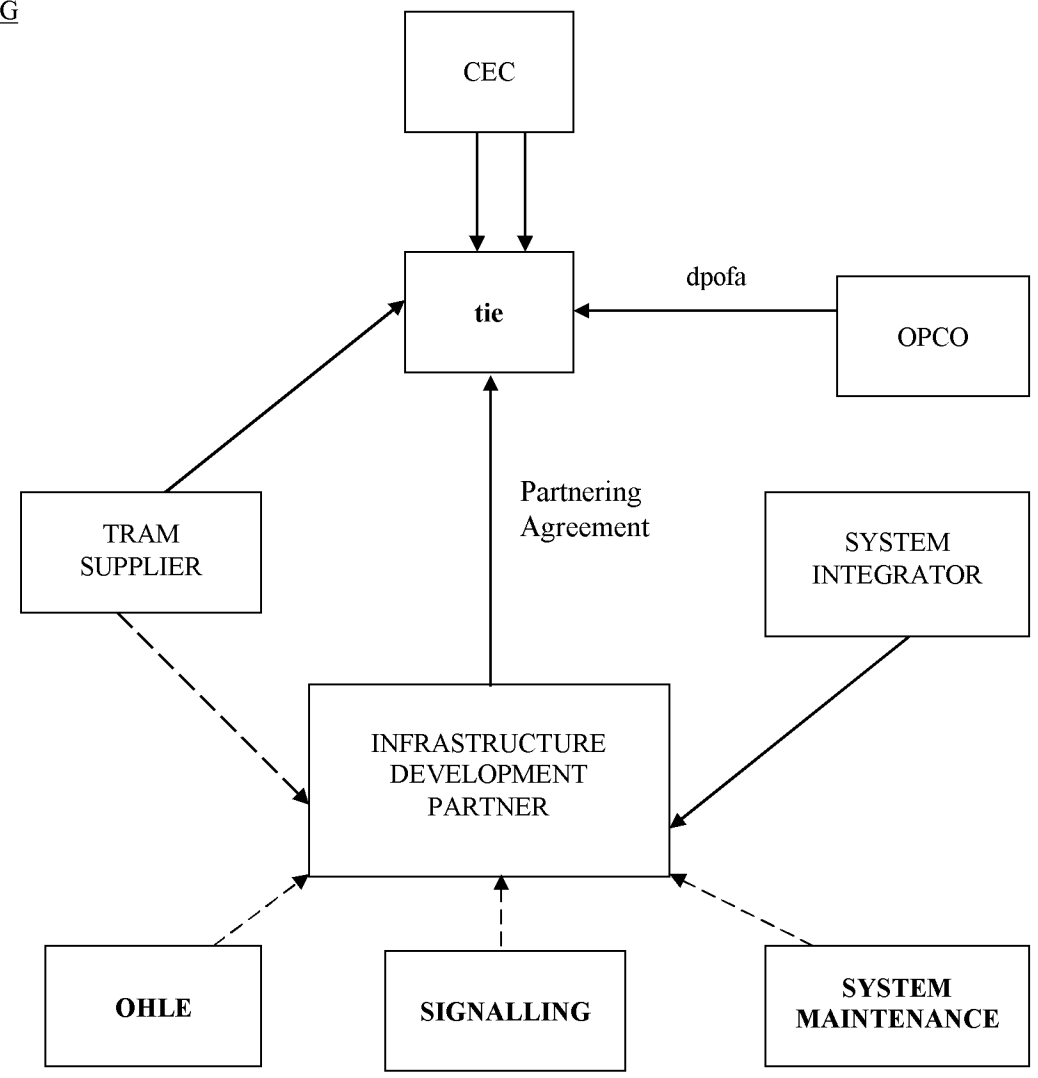 G
CEC
tie
dpofa
OPCO
Partnering
Agreement
TRAM
SUPPLIER
SYSTEM
INTEGRATOR
INFRASTRUCTURE
DEVELOPMENT
PARTNER
OHLE
SIGNALLING
SYSTEM
MAINTENANCE